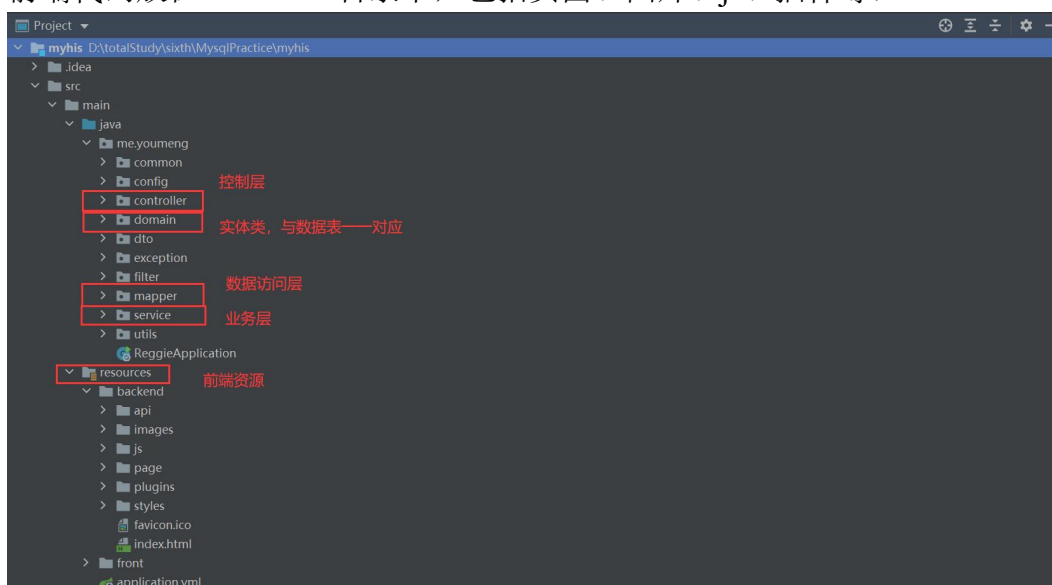 Project
myhis D:\totalStudy\sixth\MysqlPractice\myhis
.idea
src
main
java
me.youmeng
common
config
控制层
controller
domain
实体类，与数据表一一对应
dto
exception
filter
数据访问层
mapper
service
业务层
utils
ReggieApplication
resources
前端资源
backend
api
images
js
page
plugins
styles
favicon.ico
index.html
front
application.yml